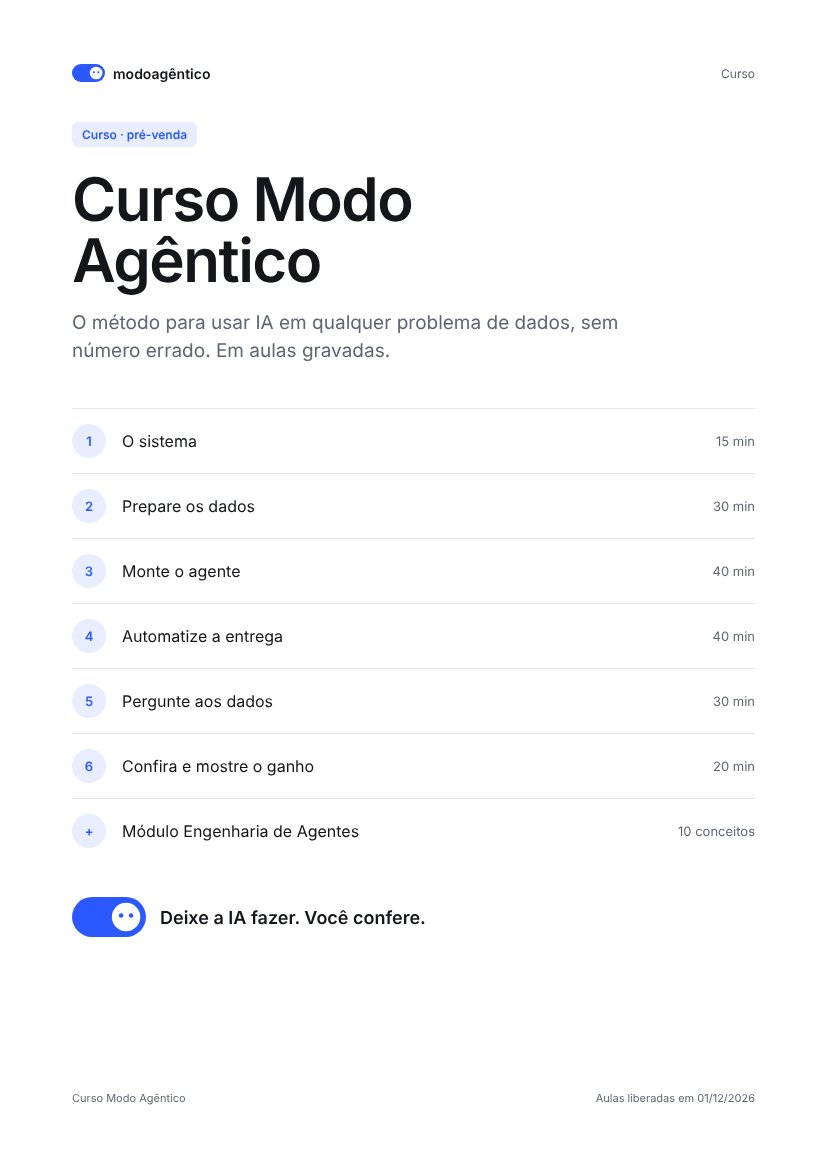 modoagêntico
Curso
Curso · pré-venda
Curso Modo
Agêntico
O método para usar IA em qualquer problema de dados, sem
número errado. Em aulas gravadas.
1 O sistema 15 min
2 Prepare os dados 30 min
3 Monte o agente 40 min
4 Automatize a entrega 40 min
5 Pergunte aos dados 30 min
6 Confira e mostre o ganho 20 min
+ Módulo Engenharia de Agentes 10 conceitos
Deixe a IA fazer. Você confere.
Curso Modo Agêntico
Aulas liberadas em 01/12/2026